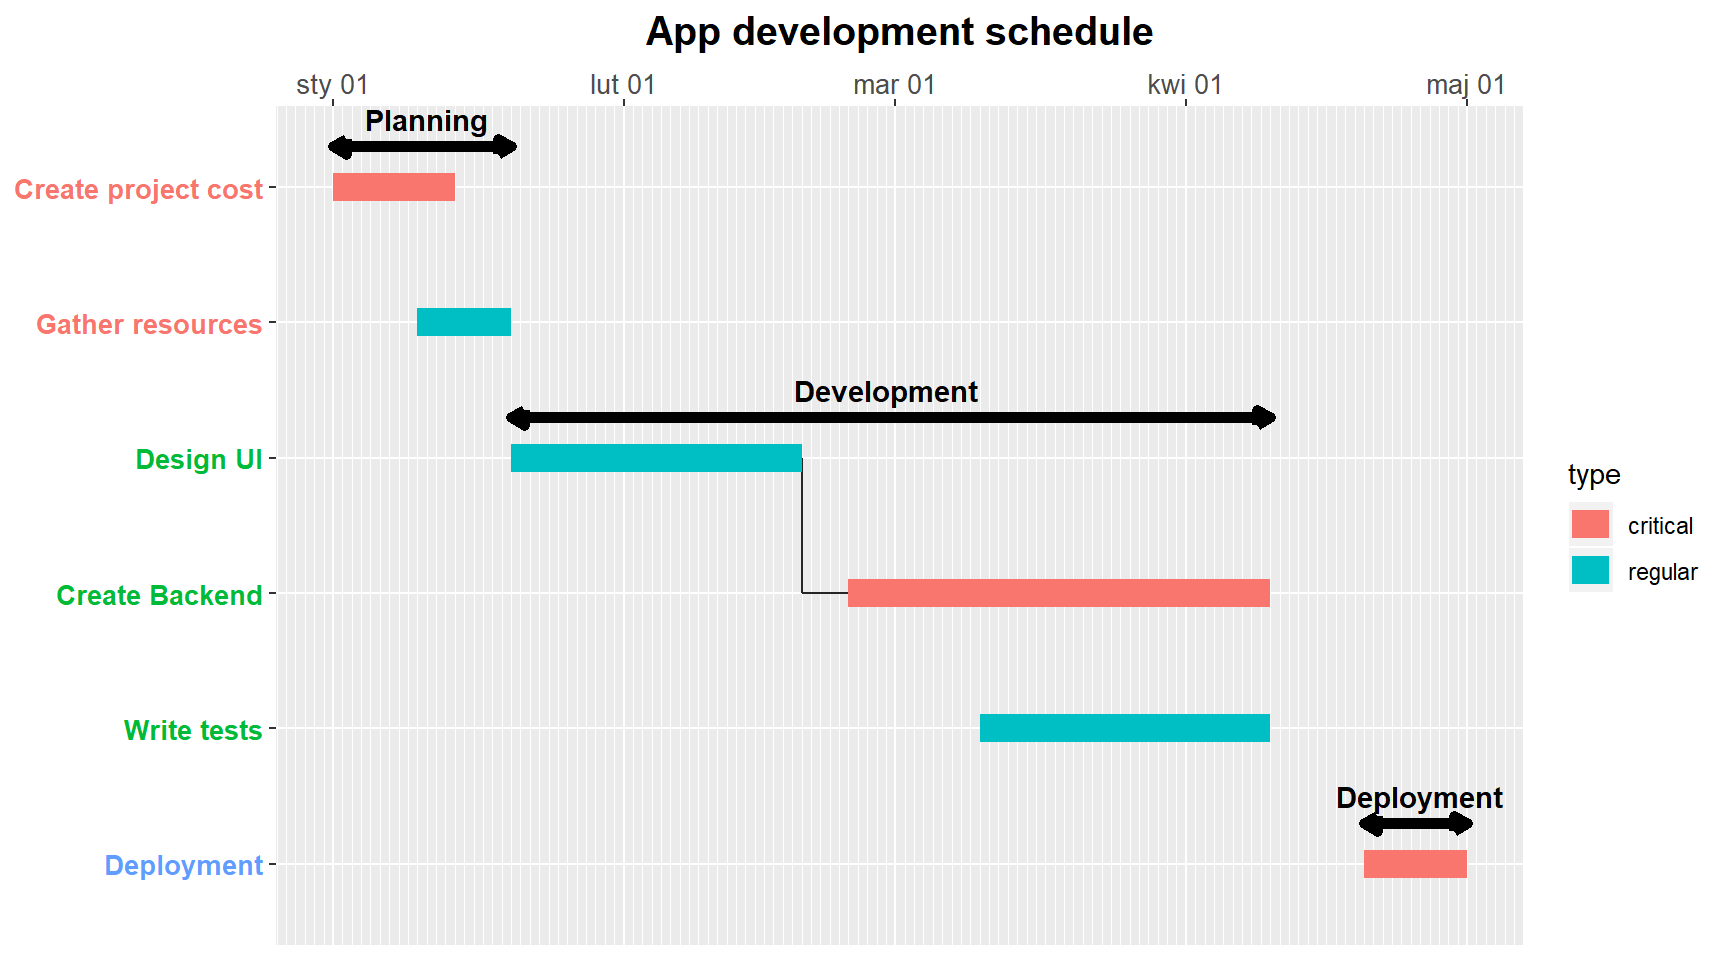 App development schedule
sty 01 lut 01 mar 01 kwi 01 maj 01
Planning
Create project cost
Gather resources
Development
Design UI
type
critical
regular
Create Backend
Write tests
Deployment
Deployment